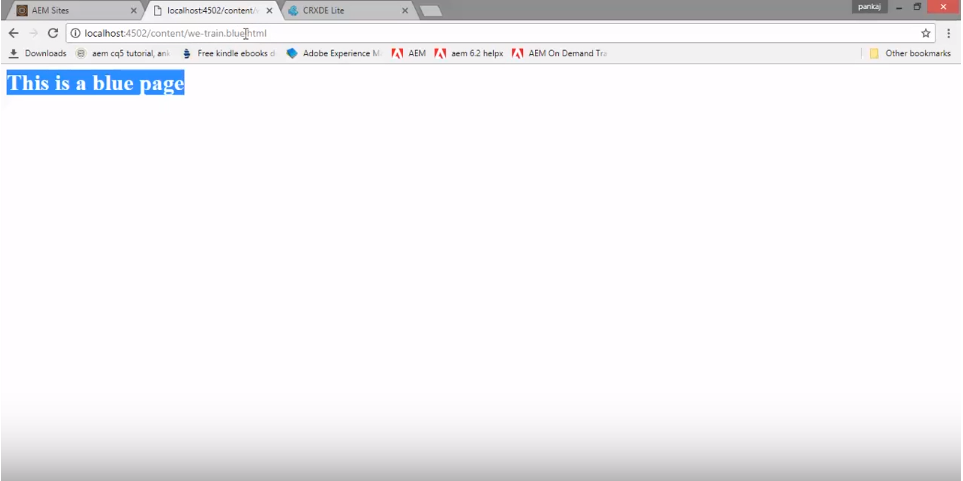 AEM Sites localhost:4502/content/ CRXDE Lite pankaj
localhost:4502/content/we-train.blue.html
Downloads aem cq5 tutorial, an Free kindle ebooks d Adobe Experience M AEM aem 6.2 helpx AEM On Demand Tra Other bookmarks
This is a blue page